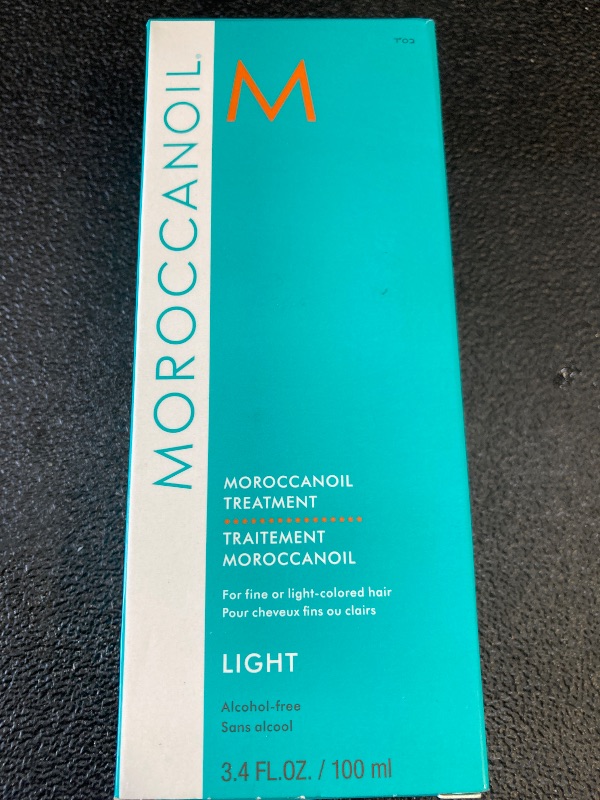 MOROCCANOIL®
M
MOROCCANOIL
TREATMENT
TRAITEMENT
MOROCCANOIL
For fine or light-colored hair
Pour cheveux fins ou clairs
LIGHT
Alcohol-free
Sans alcool
3.4 FL.OZ. / 100 ml